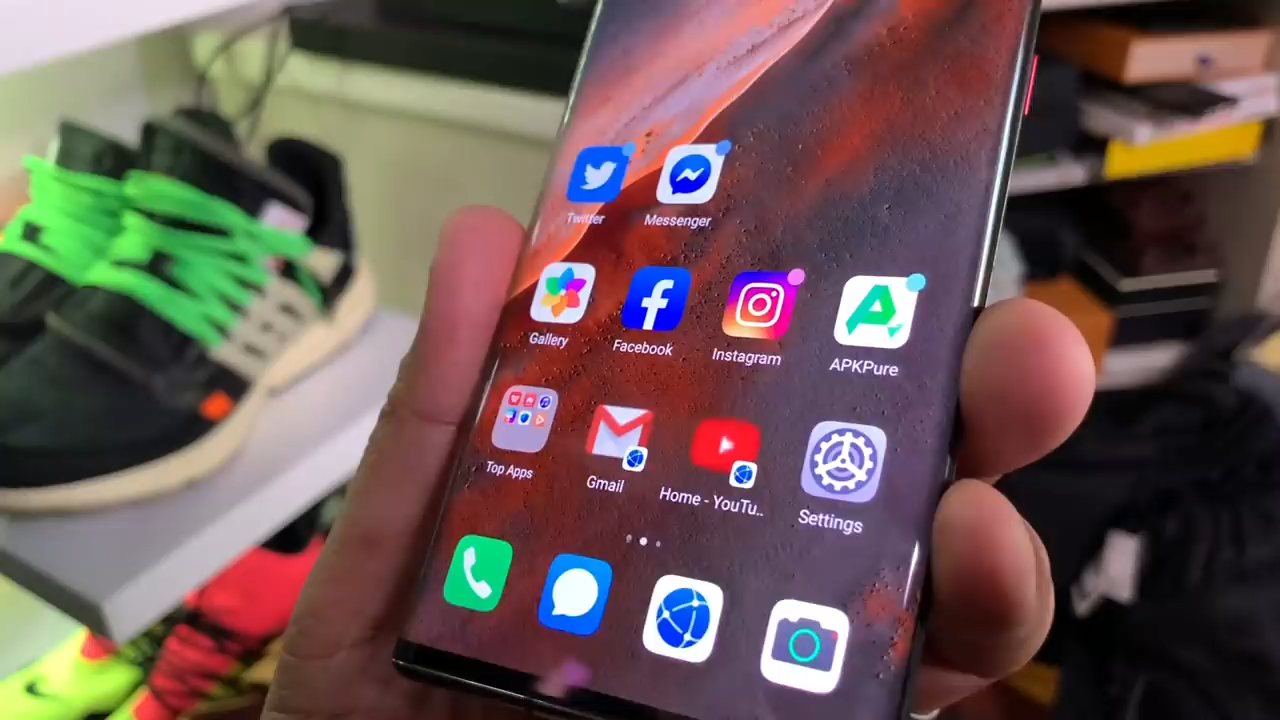 Twitter
Messenger
Gallery
Facebook
Instagram
APKPure
Top Apps
Gmail
Home - YouTu..
Settings